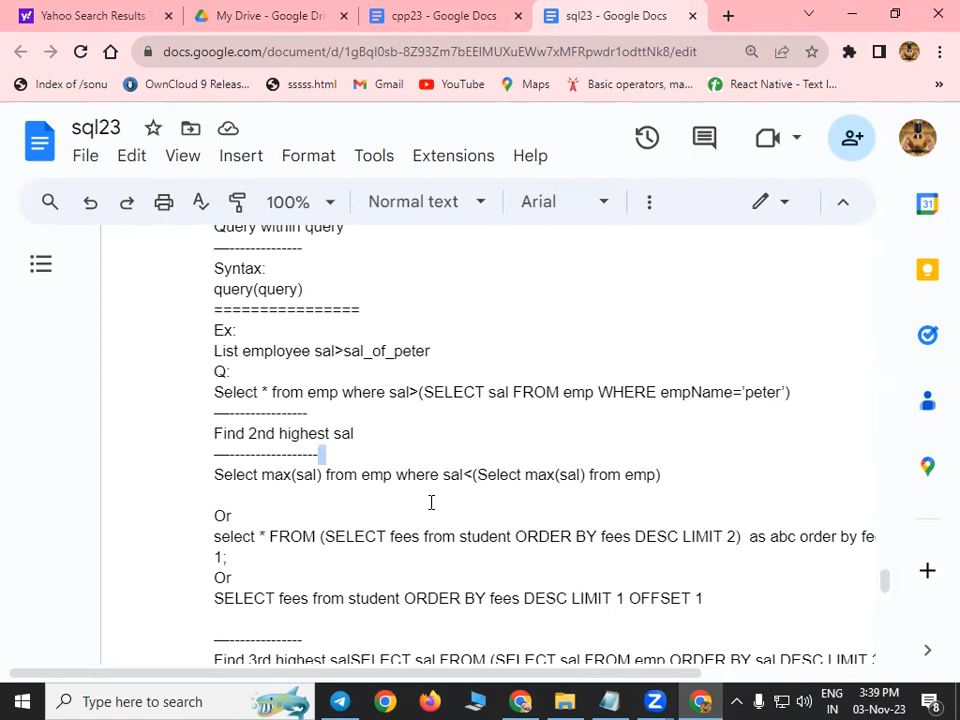 Yahoo Search Results
My Drive - Google Dri
cpp23 - Google Docs
sql23 - Google Docs
docs.google.com/document/d/1gBqI0sb-8Z93Zm7bEElMUXuEWw7xMFRpwdr1odttNk8/edit
Index of /sonu
OwnCloud 9 Releas...
sssss.html
Gmail
YouTube
Maps
Basic operators, ma...
React Native - Text I...
»
sql23
File Edit View Insert Format Tools Extensions Help
100% Normal text Arial
31
Query within query
—---------------
Syntax:
query(query)
================
Ex:
List employee sal>sal_of_peter
Q:
Select * from emp where sal>(SELECT sal FROM emp WHERE empName='peter')
—----------------
Find 2nd highest sal
—------------------
Select max(sal) from emp where sal<(Select max(sal) from emp)
Or
select * FROM (SELECT fees from student ORDER BY fees DESC LIMIT 2)  as abc order by fe
1;
Or
SELECT fees from student ORDER BY fees DESC LIMIT 1 OFFSET 1
—---------------
Find 3rd highest salSELECT sal FROM (SELECT sal FROM emp ORDER BY sal DESC LIMIT
Type here to search
ENG
IN
3:39 PM
03-Nov-23
8